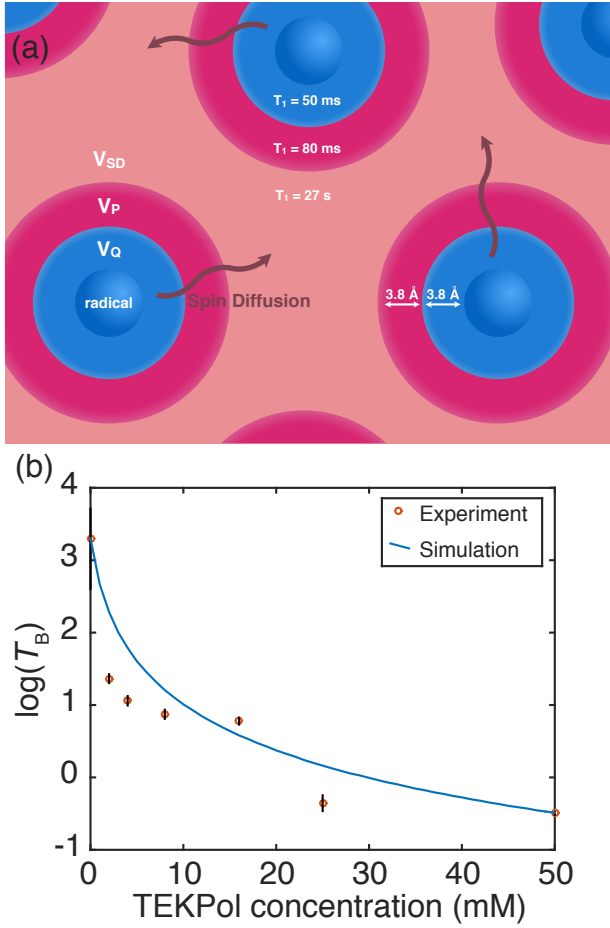 (a)
T₁ = 50 ms
T₁ = 80 ms
T₁ = 27 s
V_SD
V_P
V_Q
radical
Spin Diffusion
3.8 Å 3.8 Å
(b)
4
3
2
1
0
-1
log(T_B)
Experiment
Simulation
0 10 20 30 40 50
TEKPol concentration (mM)